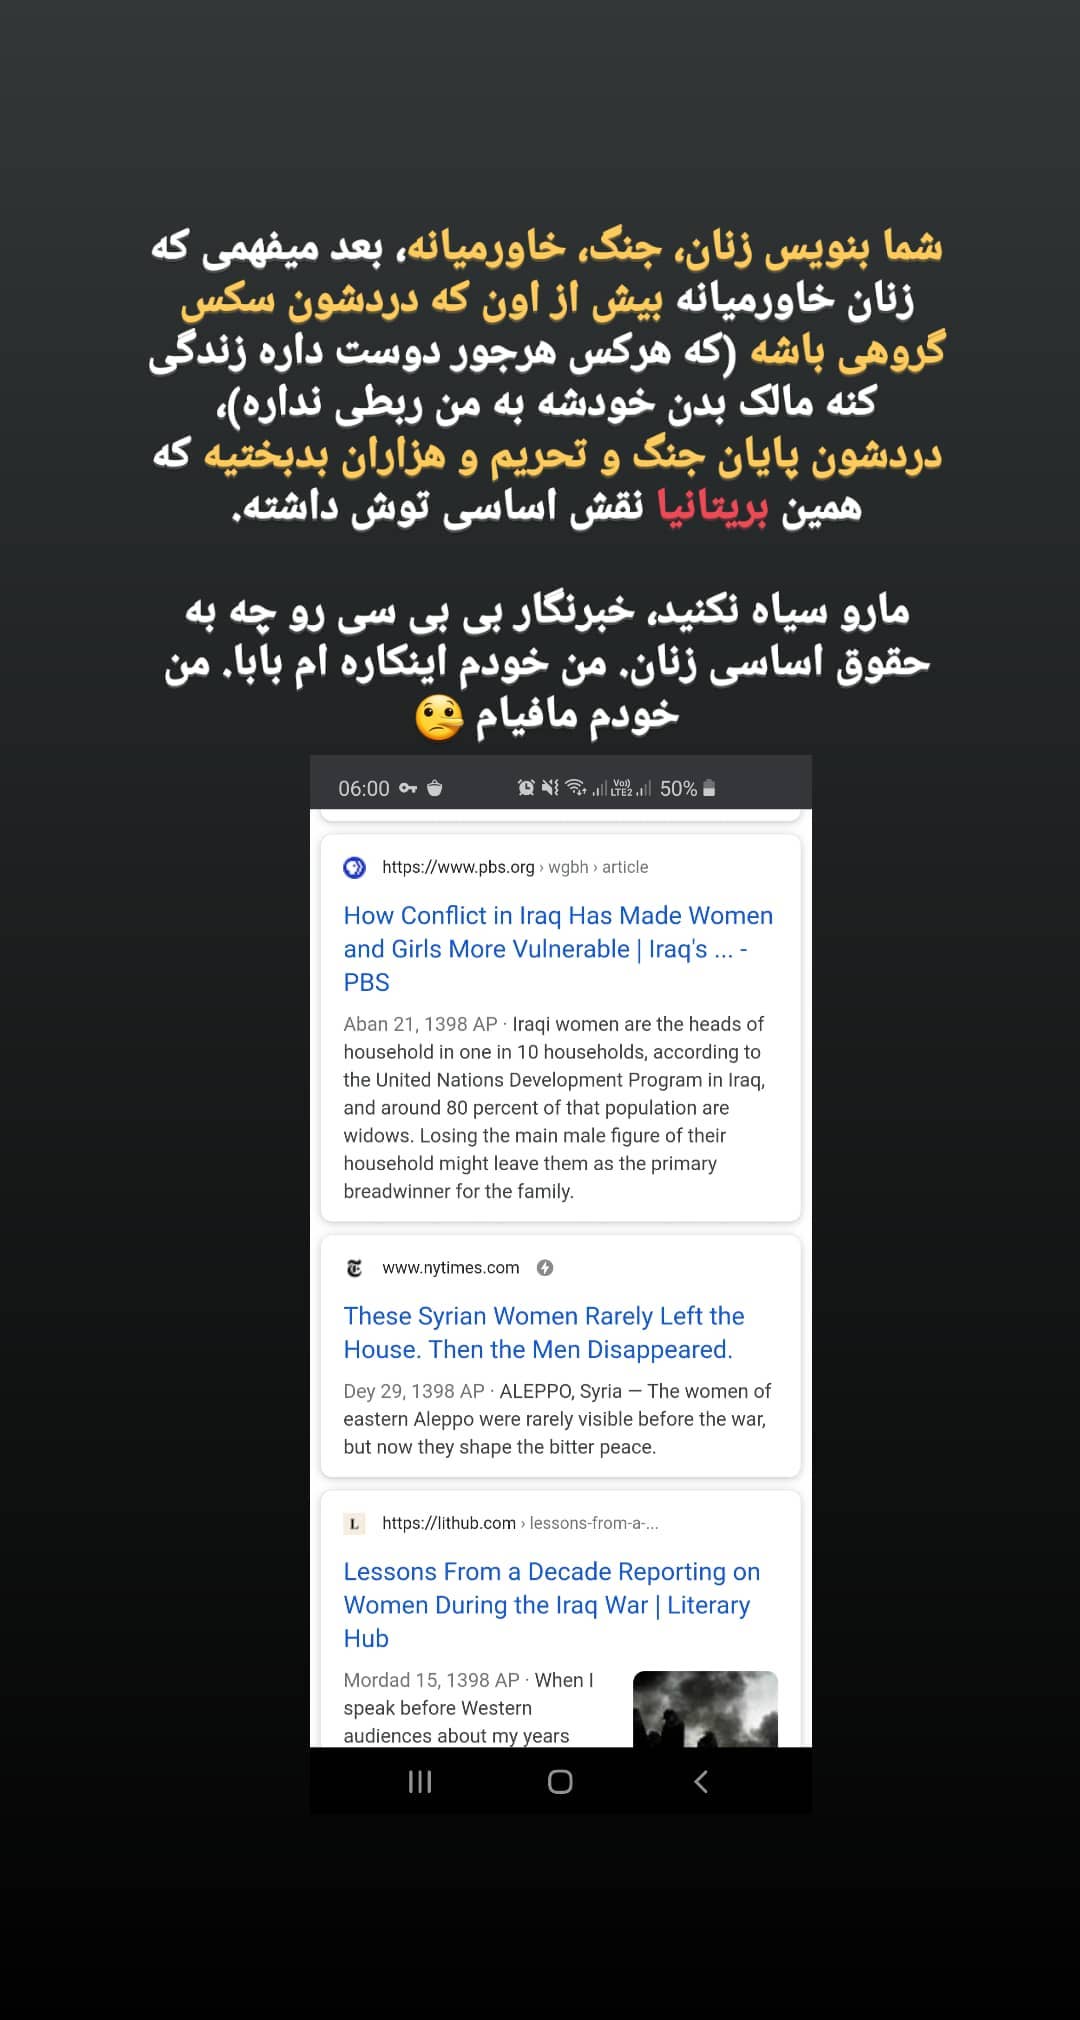 شما بنویس زنان، جنگ، خاورمیانه، بعد میفهمی که
زنان خاورمیانه بیش از اون که دردشون سکس
گروهی باشه (که هرکس هرجور دوست داره زندگی
کنه مالک بدن خودشه به من ربطی نداره)،
دردشون پایان جنگ و تحریم و هزاران بدبختیه که
همین بریتانیا نقش اساسی توش داشته.
مارو سیاه نکنید، خبرنگار بی بی سی رو چه به
حقوق اساسی زنان. من خودم اینکاره ام بابا. من
خودم مافیام 🤥
06:00 Vo) LTE2 50%
https://www.pbs.org › wgbh › article
How Conflict in Iraq Has Made Women
and Girls More Vulnerable | Iraq's ... -
PBS
Aban 21, 1398 AP · Iraqi women are the heads of
household in one in 10 households, according to
the United Nations Development Program in Iraq,
and around 80 percent of that population are
widows. Losing the main male figure of their
household might leave them as the primary
breadwinner for the family.
www.nytimes.com
These Syrian Women Rarely Left the
House. Then the Men Disappeared.
Dey 29, 1398 AP · ALEPPO, Syria — The women of
eastern Aleppo were rarely visible before the war,
but now they shape the bitter peace.
L https://lithub.com › lessons-from-a-...
Lessons From a Decade Reporting on
Women During the Iraq War | Literary
Hub
Mordad 15, 1398 AP · When I
speak before Western
audiences about my years